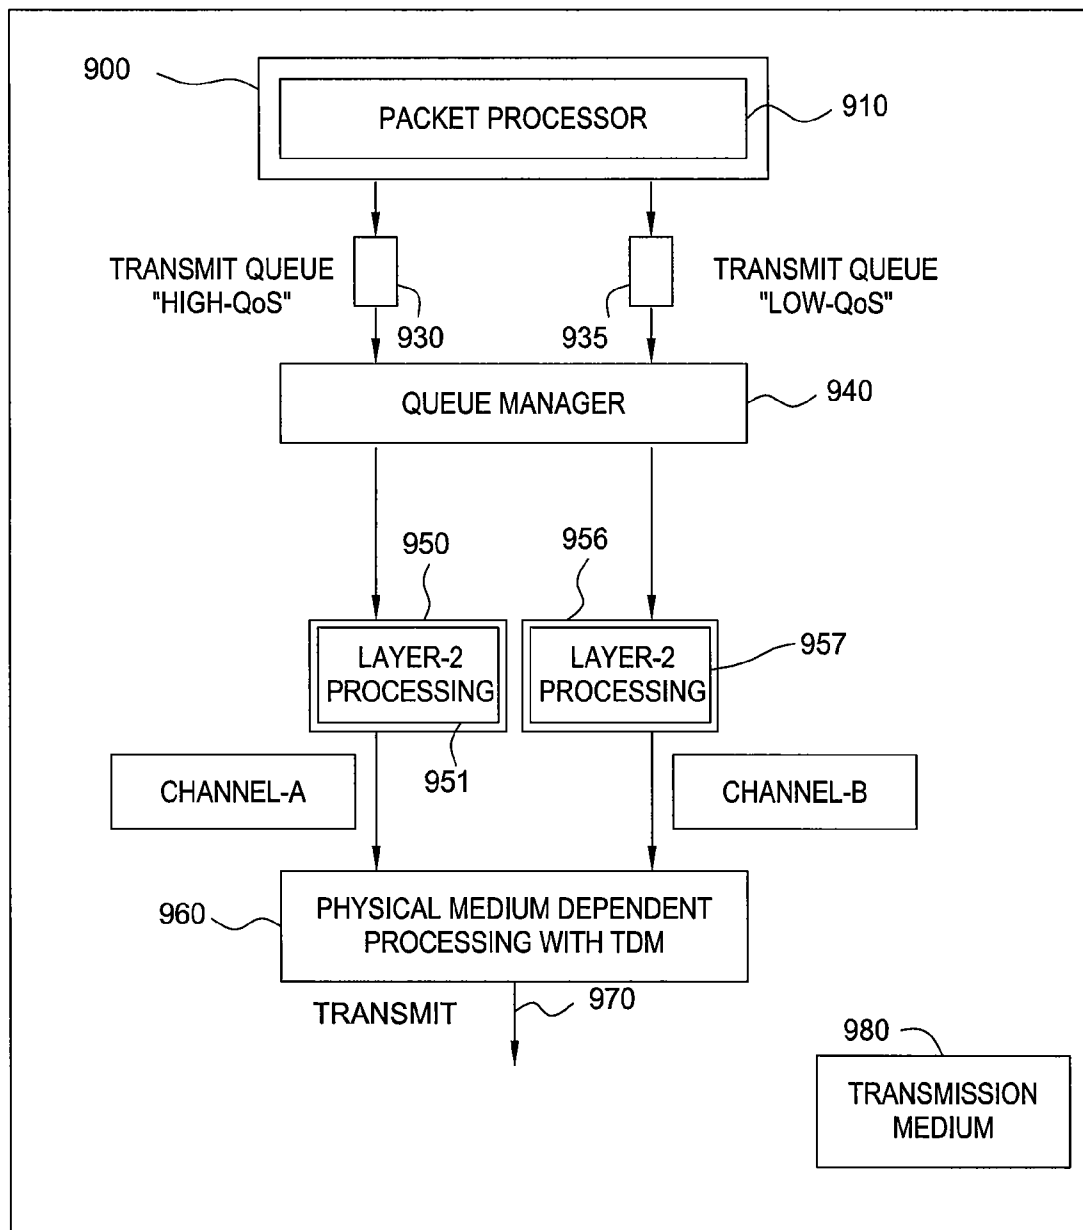 900
PACKET PROCESSOR
910
TRANSMIT QUEUE
"HIGH-QoS"
930
935
TRANSMIT QUEUE
"LOW-QoS"
QUEUE MANAGER
940
950
956
LAYER-2
PROCESSING
951
LAYER-2
PROCESSING
957
CHANNEL-A
CHANNEL-B
960
PHYSICAL MEDIUM DEPENDENT
PROCESSING WITH TDM
TRANSMIT
970
980
TRANSMISSION
MEDIUM